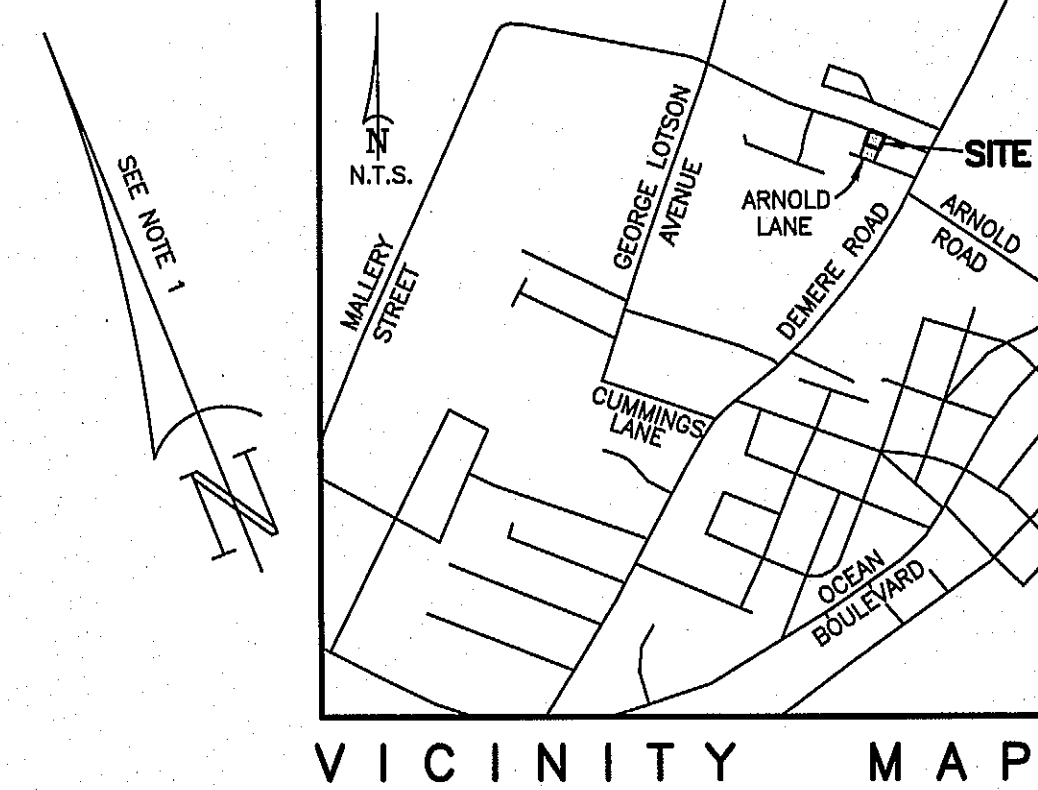 SEE NOTE 1
N
N
N.T.S.
MALLERY
STREET
GEORGE LOTSON
AVENUE
SITE
ARNOLD
LANE
DEMERE ROAD
ARNOLD
ROAD
CUMMINGS
LANE
OCEAN
BOULEVARD
VICINITY MAP